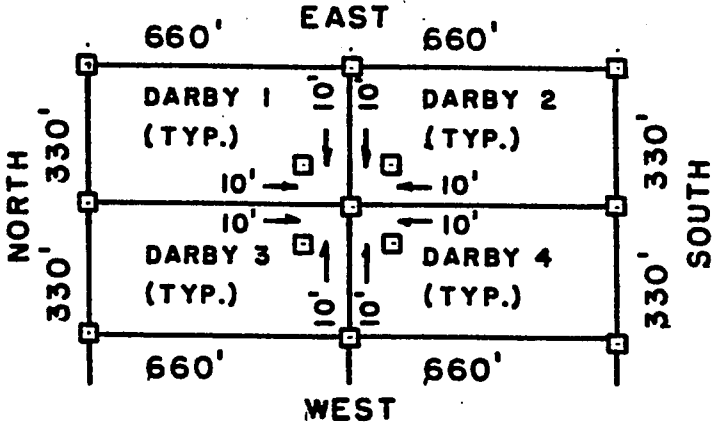 EAST
660' 660'
DARBY 1 10' 10' DARBY 2
(TYP.) (TYP.)
330' 330'
10' 10'
NORTH SOUTH
10' 10'
DARBY 3 DARBY 4
(TYP.) (TYP.)
330' 330'
10' 10'
660' 660'
WEST